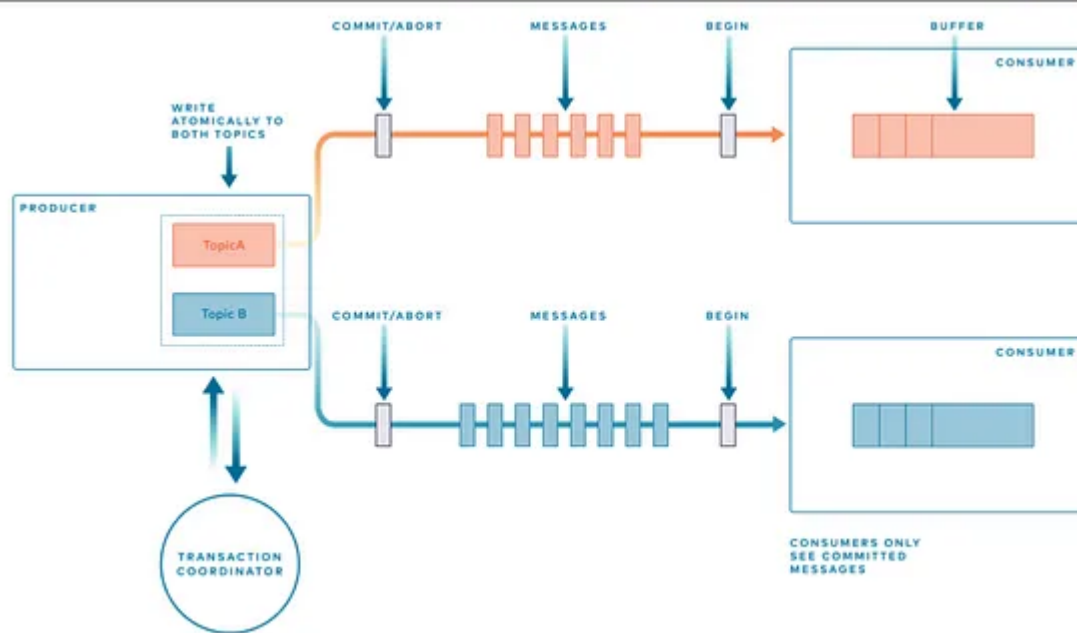 COMMIT/ABORT
MESSAGES
BEGIN
BUFFER
CONSUMER
WRITE
ATOMICALLY TO
BOTH TOPICS
PRODUCER
TopicA
Topic B
COMMIT/ABORT
MESSAGES
BEGIN
CONSUMER
TRANSACTION
COORDINATOR
CONSUMERS ONLY
SEE COMMITTED
MESSAGES